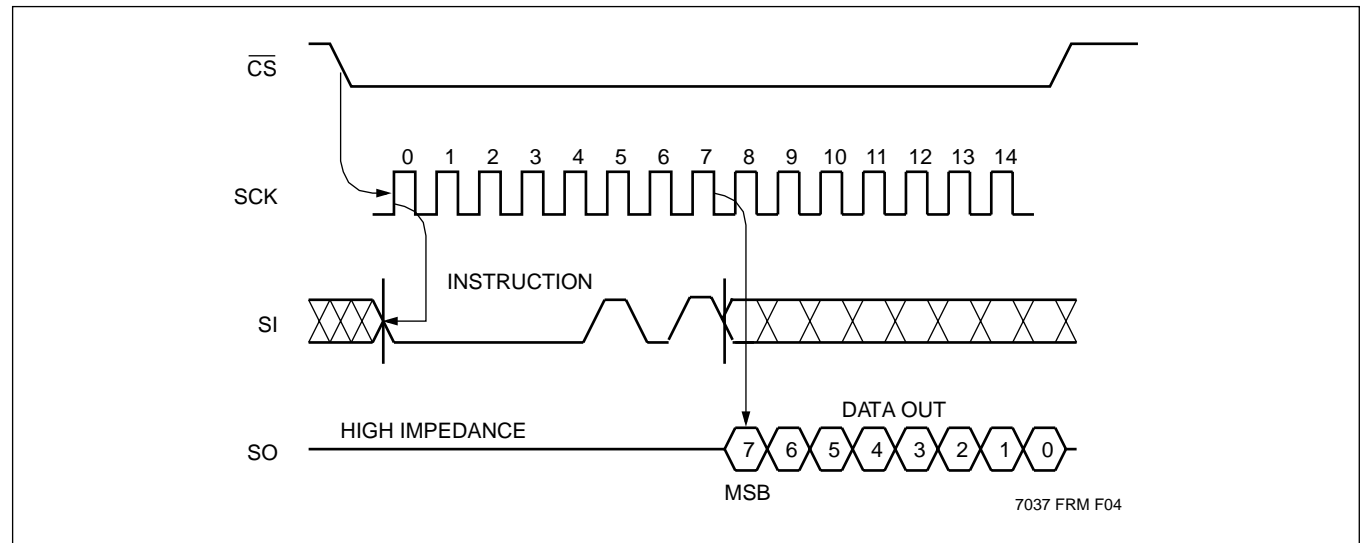 CS
0 1 2 3 4 5 6 7 8 9 10 11 12 13 14
SCK
INSTRUCTION
SI
DATA OUT
HIGH IMPEDANCE
SO
7 6 5 4 3 2 1 0
MSB
7037 FRM F04